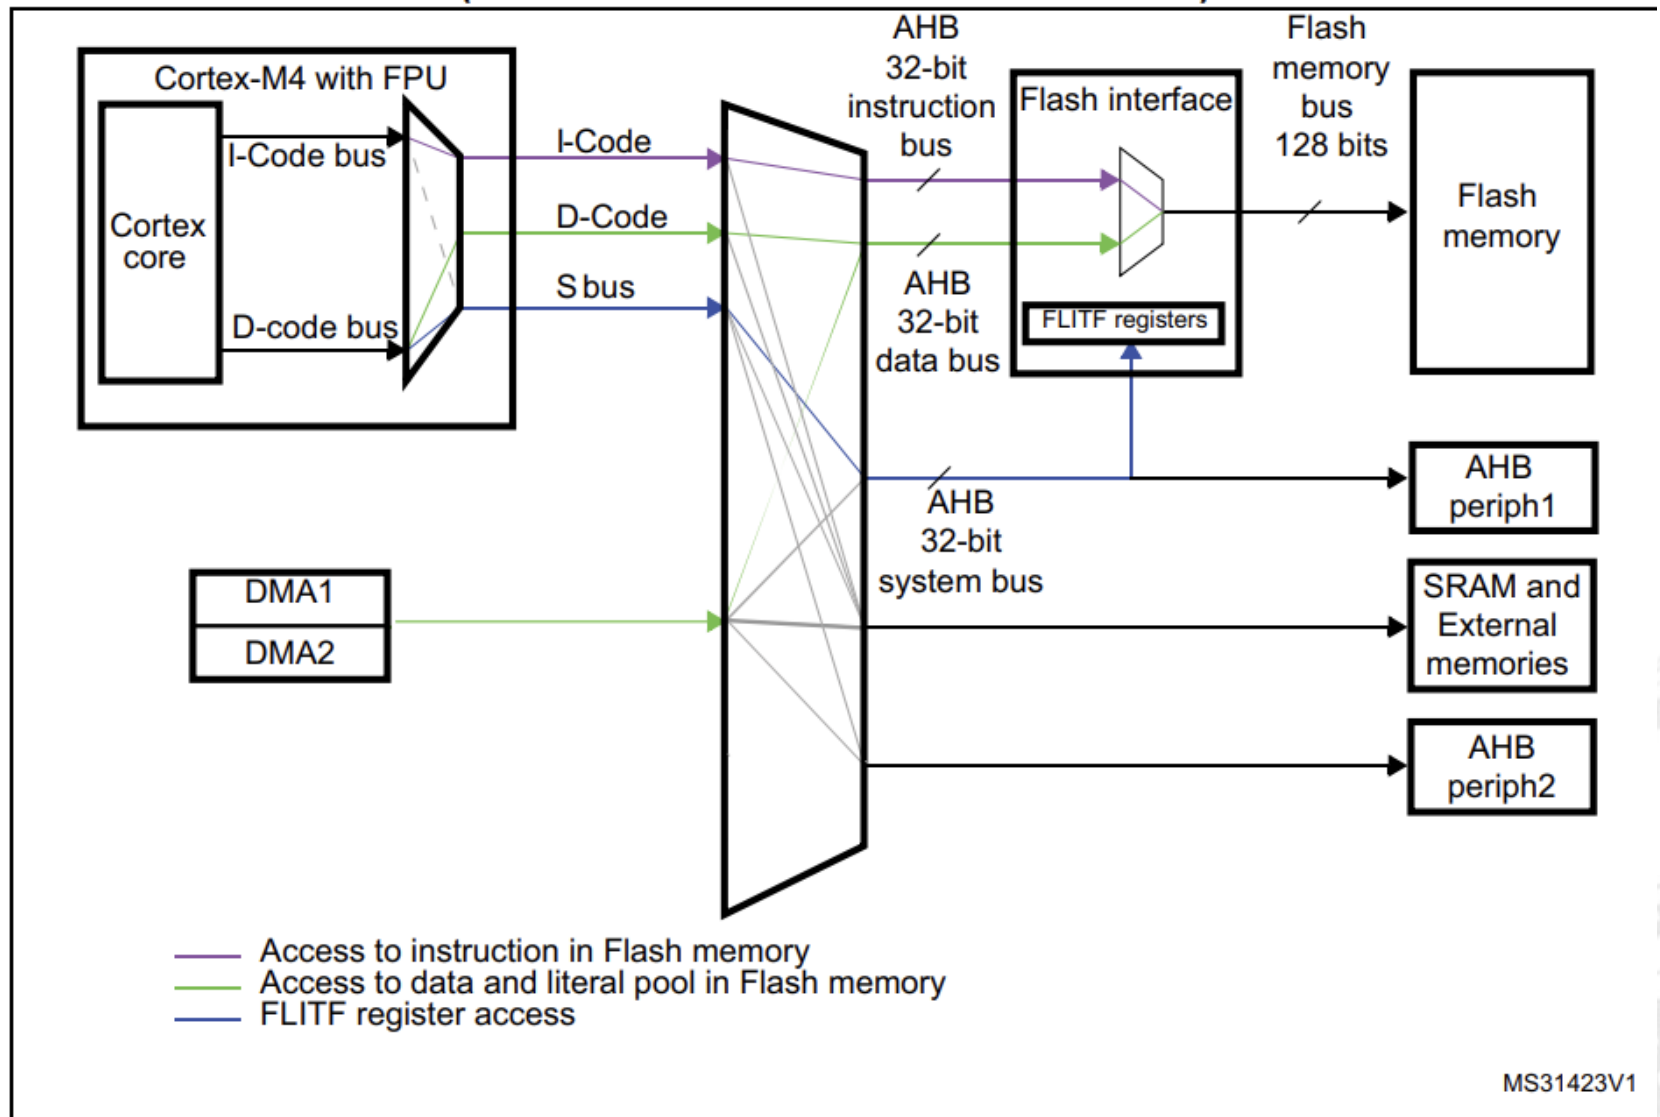 Cortex-M4 with FPU
Cortex
core
I-Code bus
D-code bus
I-Code
D-Code
S bus
AHB
32-bit
instruction
bus
AHB
32-bit
data bus
AHB
32-bit
system bus
Flash interface
FLITF registers
Flash
memory
bus
128 bits
Flash
memory
AHB
periph1
SRAM and
External
memories
AHB
periph2
DMA1
DMA2
Access to instruction in Flash memory
Access to data and literal pool in Flash memory
FLITF register access
MS31423V1